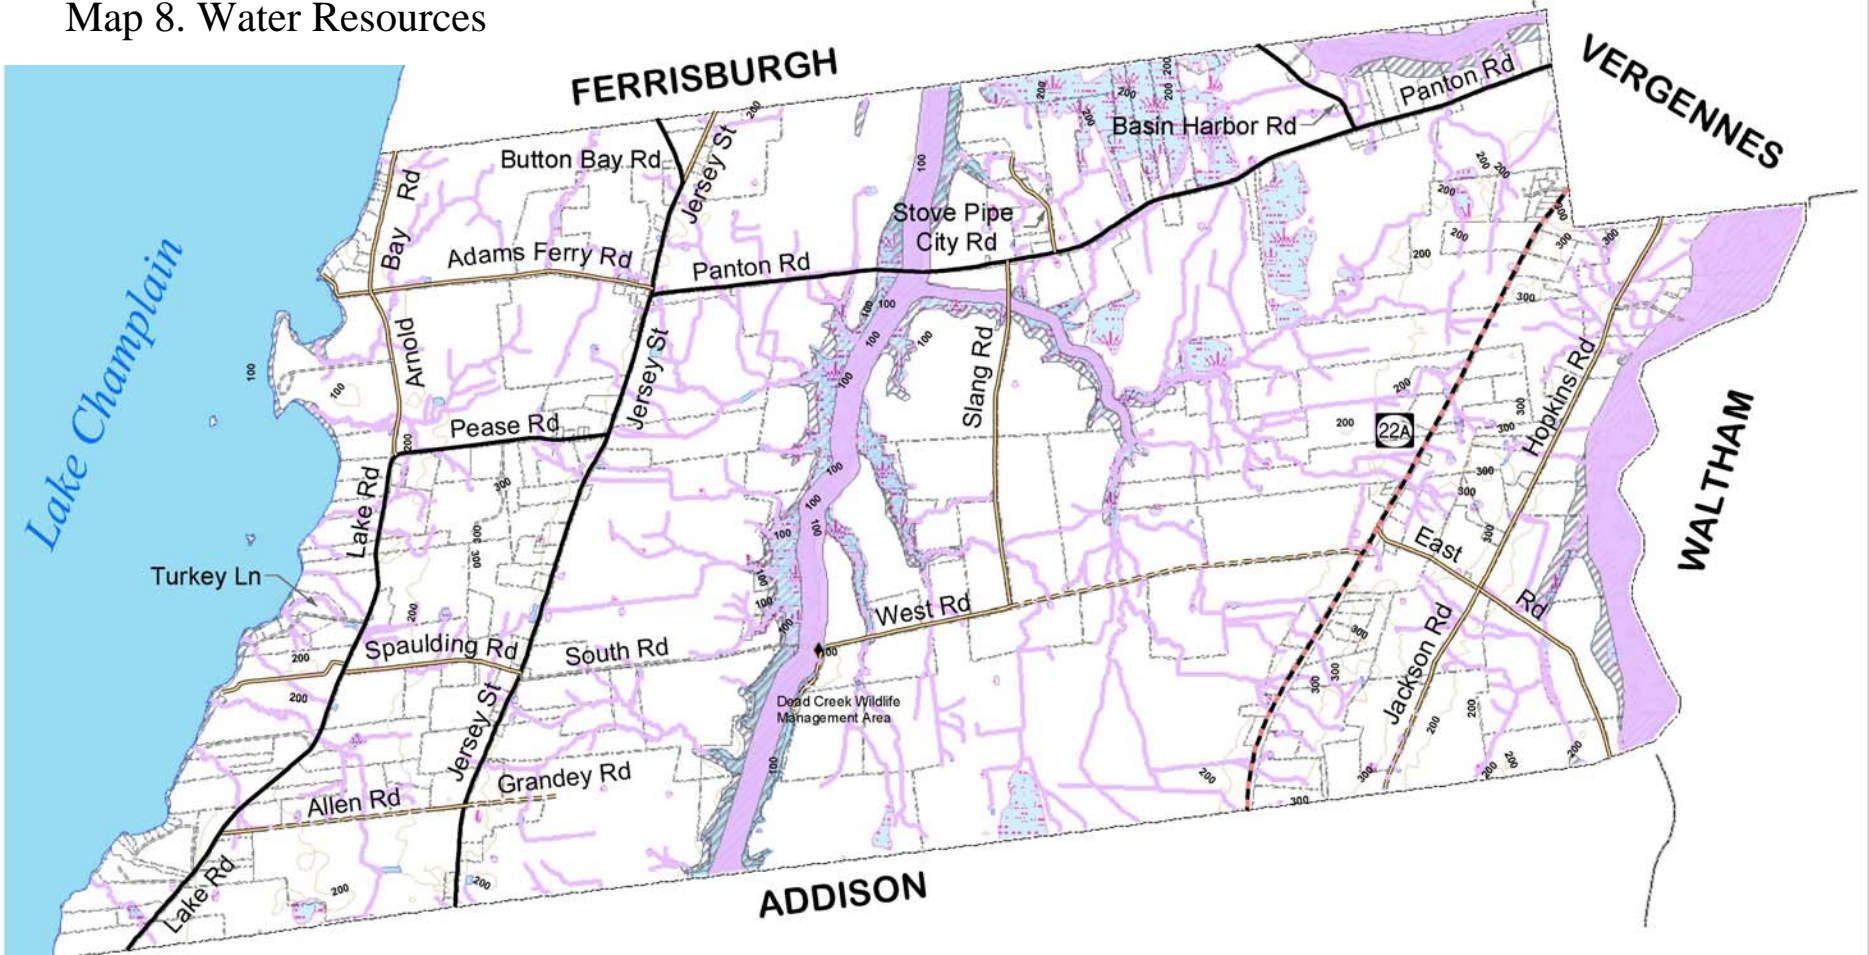 Map 8. Water Resources
FERRISBURGH
VERGENNES
Panton Rd
Basin Harbor Rd
Button Bay Rd
Jersey St
Arnold Bay Rd
Stove Pipe
City Rd
Adams Ferry Rd
Panton Rd
Lake Champlain
Slang Rd
Jersey St
Hopkins Rd
22A
Pease Rd
WALTHAM
Lake Rd
East Rd
Turkey Ln
West Rd
Jackson Rd
Spaulding Rd
South Rd
Dead Creek Wildlife
Management Area
Jersey St
Grandey Rd
Allen Rd
Lake Rd
ADDISON
100
200
300